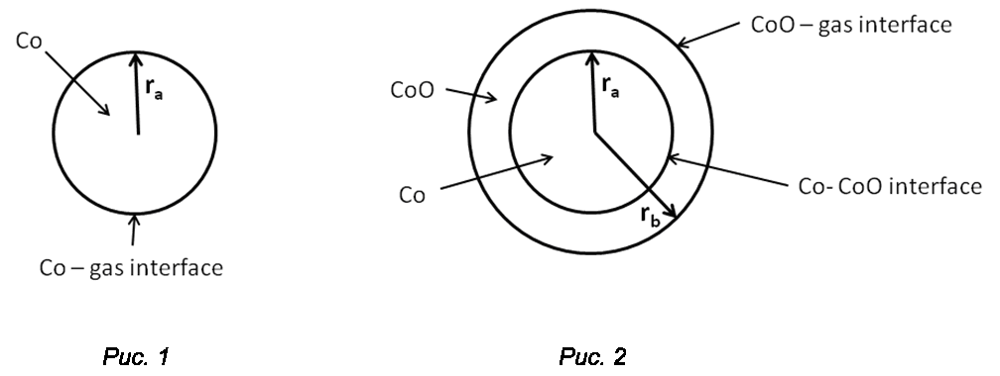 Co
r_a
Co – gas interface
Рис. 1
CoO – gas interface
CoO
r_a
Co
Co- CoO interface
r_b
Рис. 2